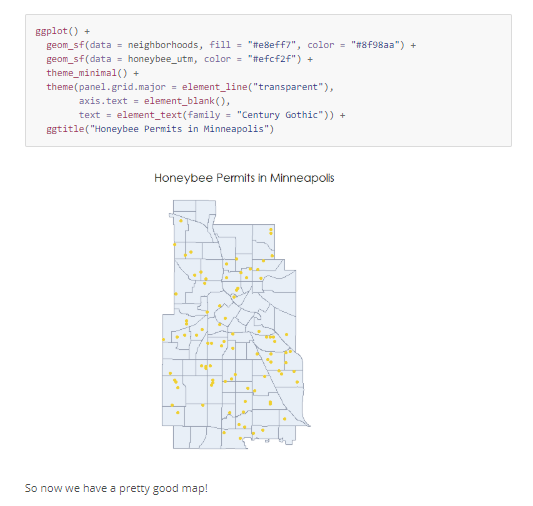 ggplot() +
geom_sf(data = neighborhoods, fill = "#e8eff7", color = "#8f98aa") +
geom_sf(data = honeybee_utm, color = "#efcf2f") +
theme_minimal() +
theme(panel.grid.major = element_line("transparent"),
axis.text = element_blank(),
text = element_text(family = "Century Gothic")) +
ggtitle("Honeybee Permits in Minneapolis")
Honeybee Permits in Minneapolis
So now we have a pretty good map!